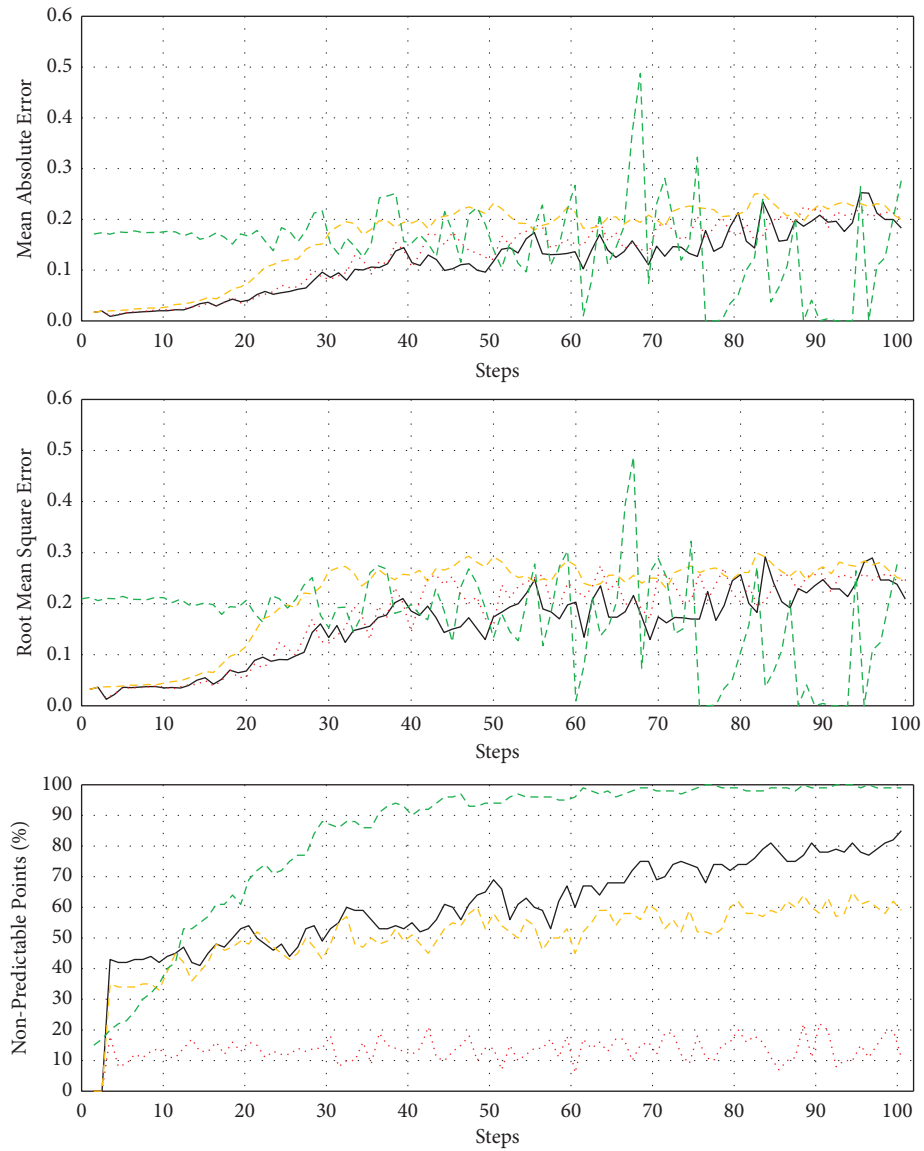 0.6
0.5
0.4
0.3
0.2
0.1
0.0
Mean Absolute Error
0 10 20 30 40 50 60 70 80 90 100
Steps
0.6
0.5
0.4
0.3
0.2
0.1
0.0
Root Mean Square Error
0 10 20 30 40 50 60 70 80 90 100
Steps
100
90
80
70
60
50
40
30
20
10
0
Non-Predictable Points (%)
0 10 20 30 40 50 60 70 80 90 100
Steps